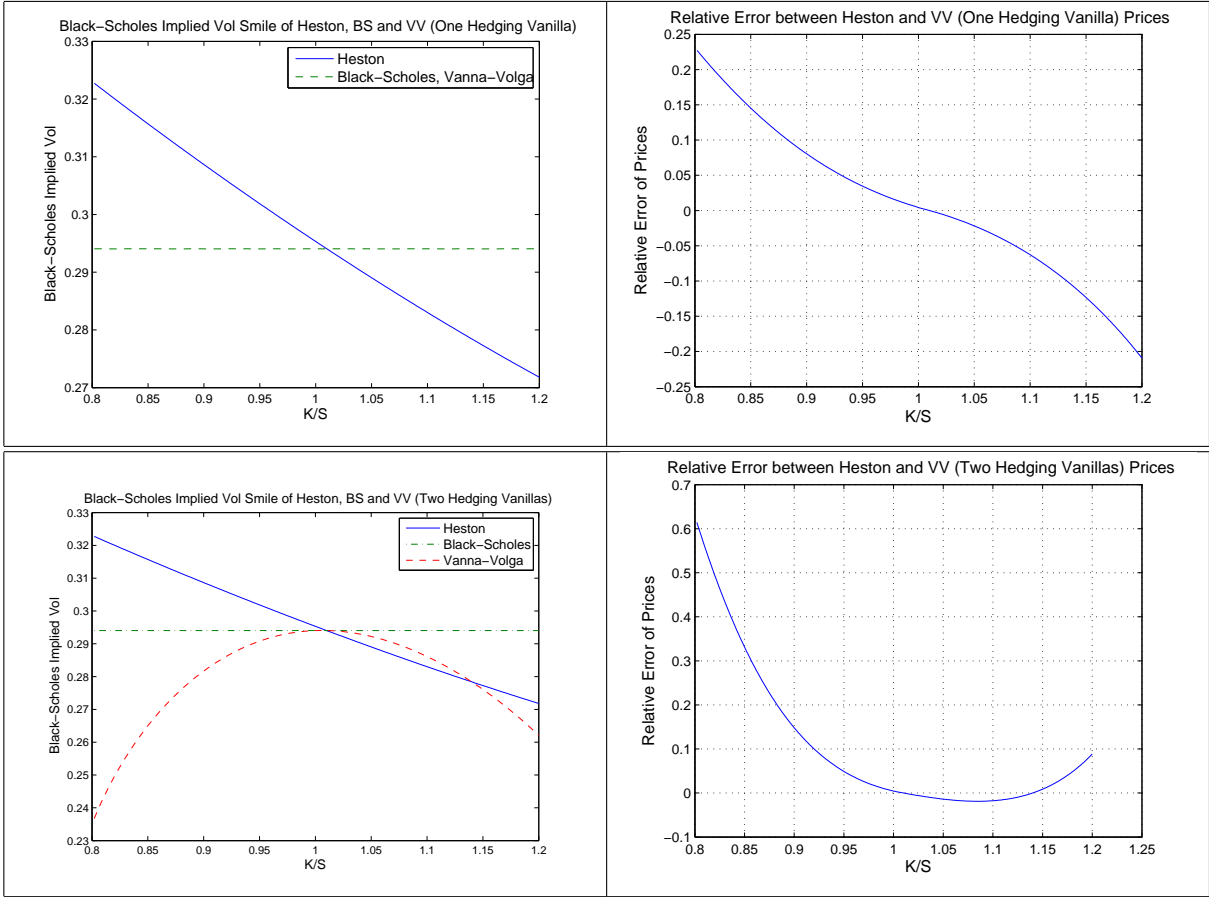 Black−Scholes Implied Vol Smile of Heston, BS and VV (One Hedging Vanilla)
0.33
0.32
0.31
0.3
0.29
0.28
0.27
Black−Scholes Implied Vol
Heston
Black−Scholes, Vanna−Volga
0.8 0.85 0.9 0.95 1 1.05 1.1 1.15 1.2
K/S
Relative Error between Heston and VV (One Hedging Vanilla) Prices
0.25
0.2
0.15
0.1
0.05
0
−0.05
−0.1
−0.15
−0.2
−0.25
Relative Error of Prices
0.8 0.85 0.9 0.95 1 1.05 1.1 1.15 1.2
K/S
Black−Scholes Implied Vol Smile of Heston, BS and VV (Two Hedging Vanillas)
0.33
0.32
0.31
0.3
0.29
0.28
0.27
0.26
0.25
0.24
0.23
Black−Scholes Implied Vol
Heston
Black−Scholes
Vanna−Volga
0.8 0.85 0.9 0.95 1 1.05 1.1 1.15 1.2
K/S
Relative Error between Heston and VV (Two Hedging Vanillas) Prices
0.7
0.6
0.5
0.4
0.3
0.2
0.1
0
−0.1
Relative Error of Prices
0.8 0.85 0.9 0.95 1 1.05 1.1 1.15 1.2 1.25
K/S